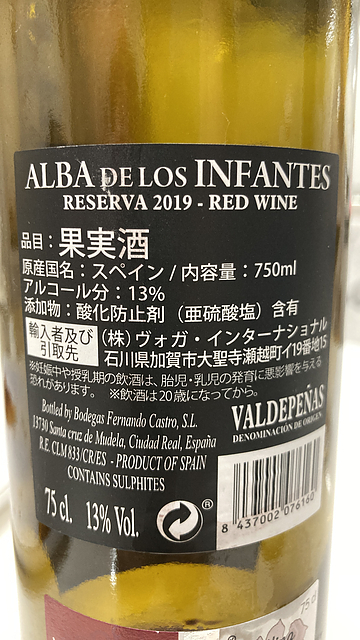 ALBA DE LOS INFANTES
RESERVA 2019 - RED WINE
品目：果実酒
原産国名：スペイン / 内容量：750ml
アルコール分：13%
添加物：酸化防止剤（亜硫酸塩）含有
輸入者及び引取先
(株) ヴォガ・インターナショナル
石川県加賀市大聖寺瀬越町イ19番地15
※妊娠中や授乳期の飲酒は、胎児・乳児の発育に悪影響を与える
恐れがあります。 ※飲酒は20歳になってから。
Bottled by Bodegas Fernando Castro, S.L.
13730 Santa cruz de Mudela, Ciudad Real, España
R.E. CLM 833/CR/ES - PRODUCT OF SPAIN
CONTAINS SULPHITES
75 cl. 13% Vol.
®
VALDEPEÑAS
DENOMINACIÓN DE ORIGEN
8 437002 076160
75 cl